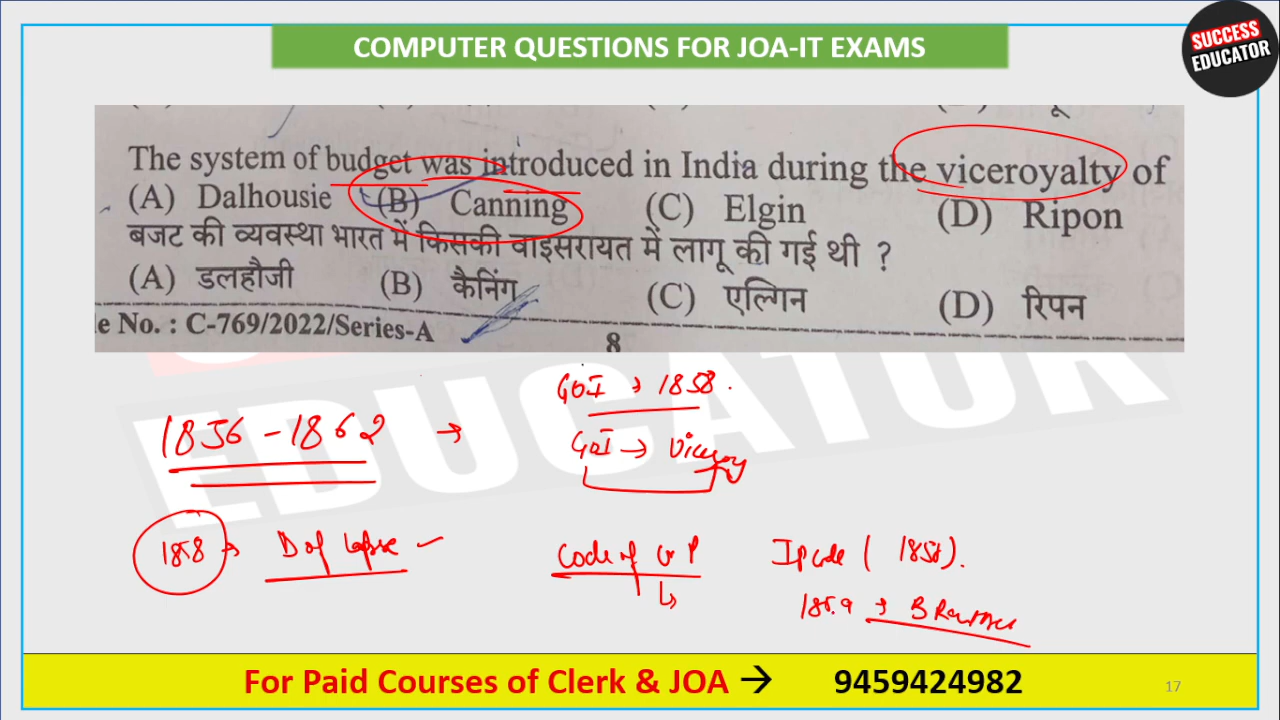 COMPUTER QUESTIONS FOR JOA-IT EXAMS
SUCCESS
EDUCATOR
The system of budget was introduced in India during the viceroyalty of
(A) Dalhousie (B) Canning (C) Elgin (D) Ripon
बजट की व्यवस्था भारत में किसकी वाइसरायत में लागू की गई थी ?
(A) डलहौजी (B) कैनिंग (C) एल्गिन (D) रिपन
le No. : C-769/2022/Series-A
8
EDUCATOR
GOI → 1858.
1856 - 1862 →
GOI → Viceroy
1858 → D of lapse
Code of
1859 →
For Paid Courses of Clerk & JOA → 9459424982
17